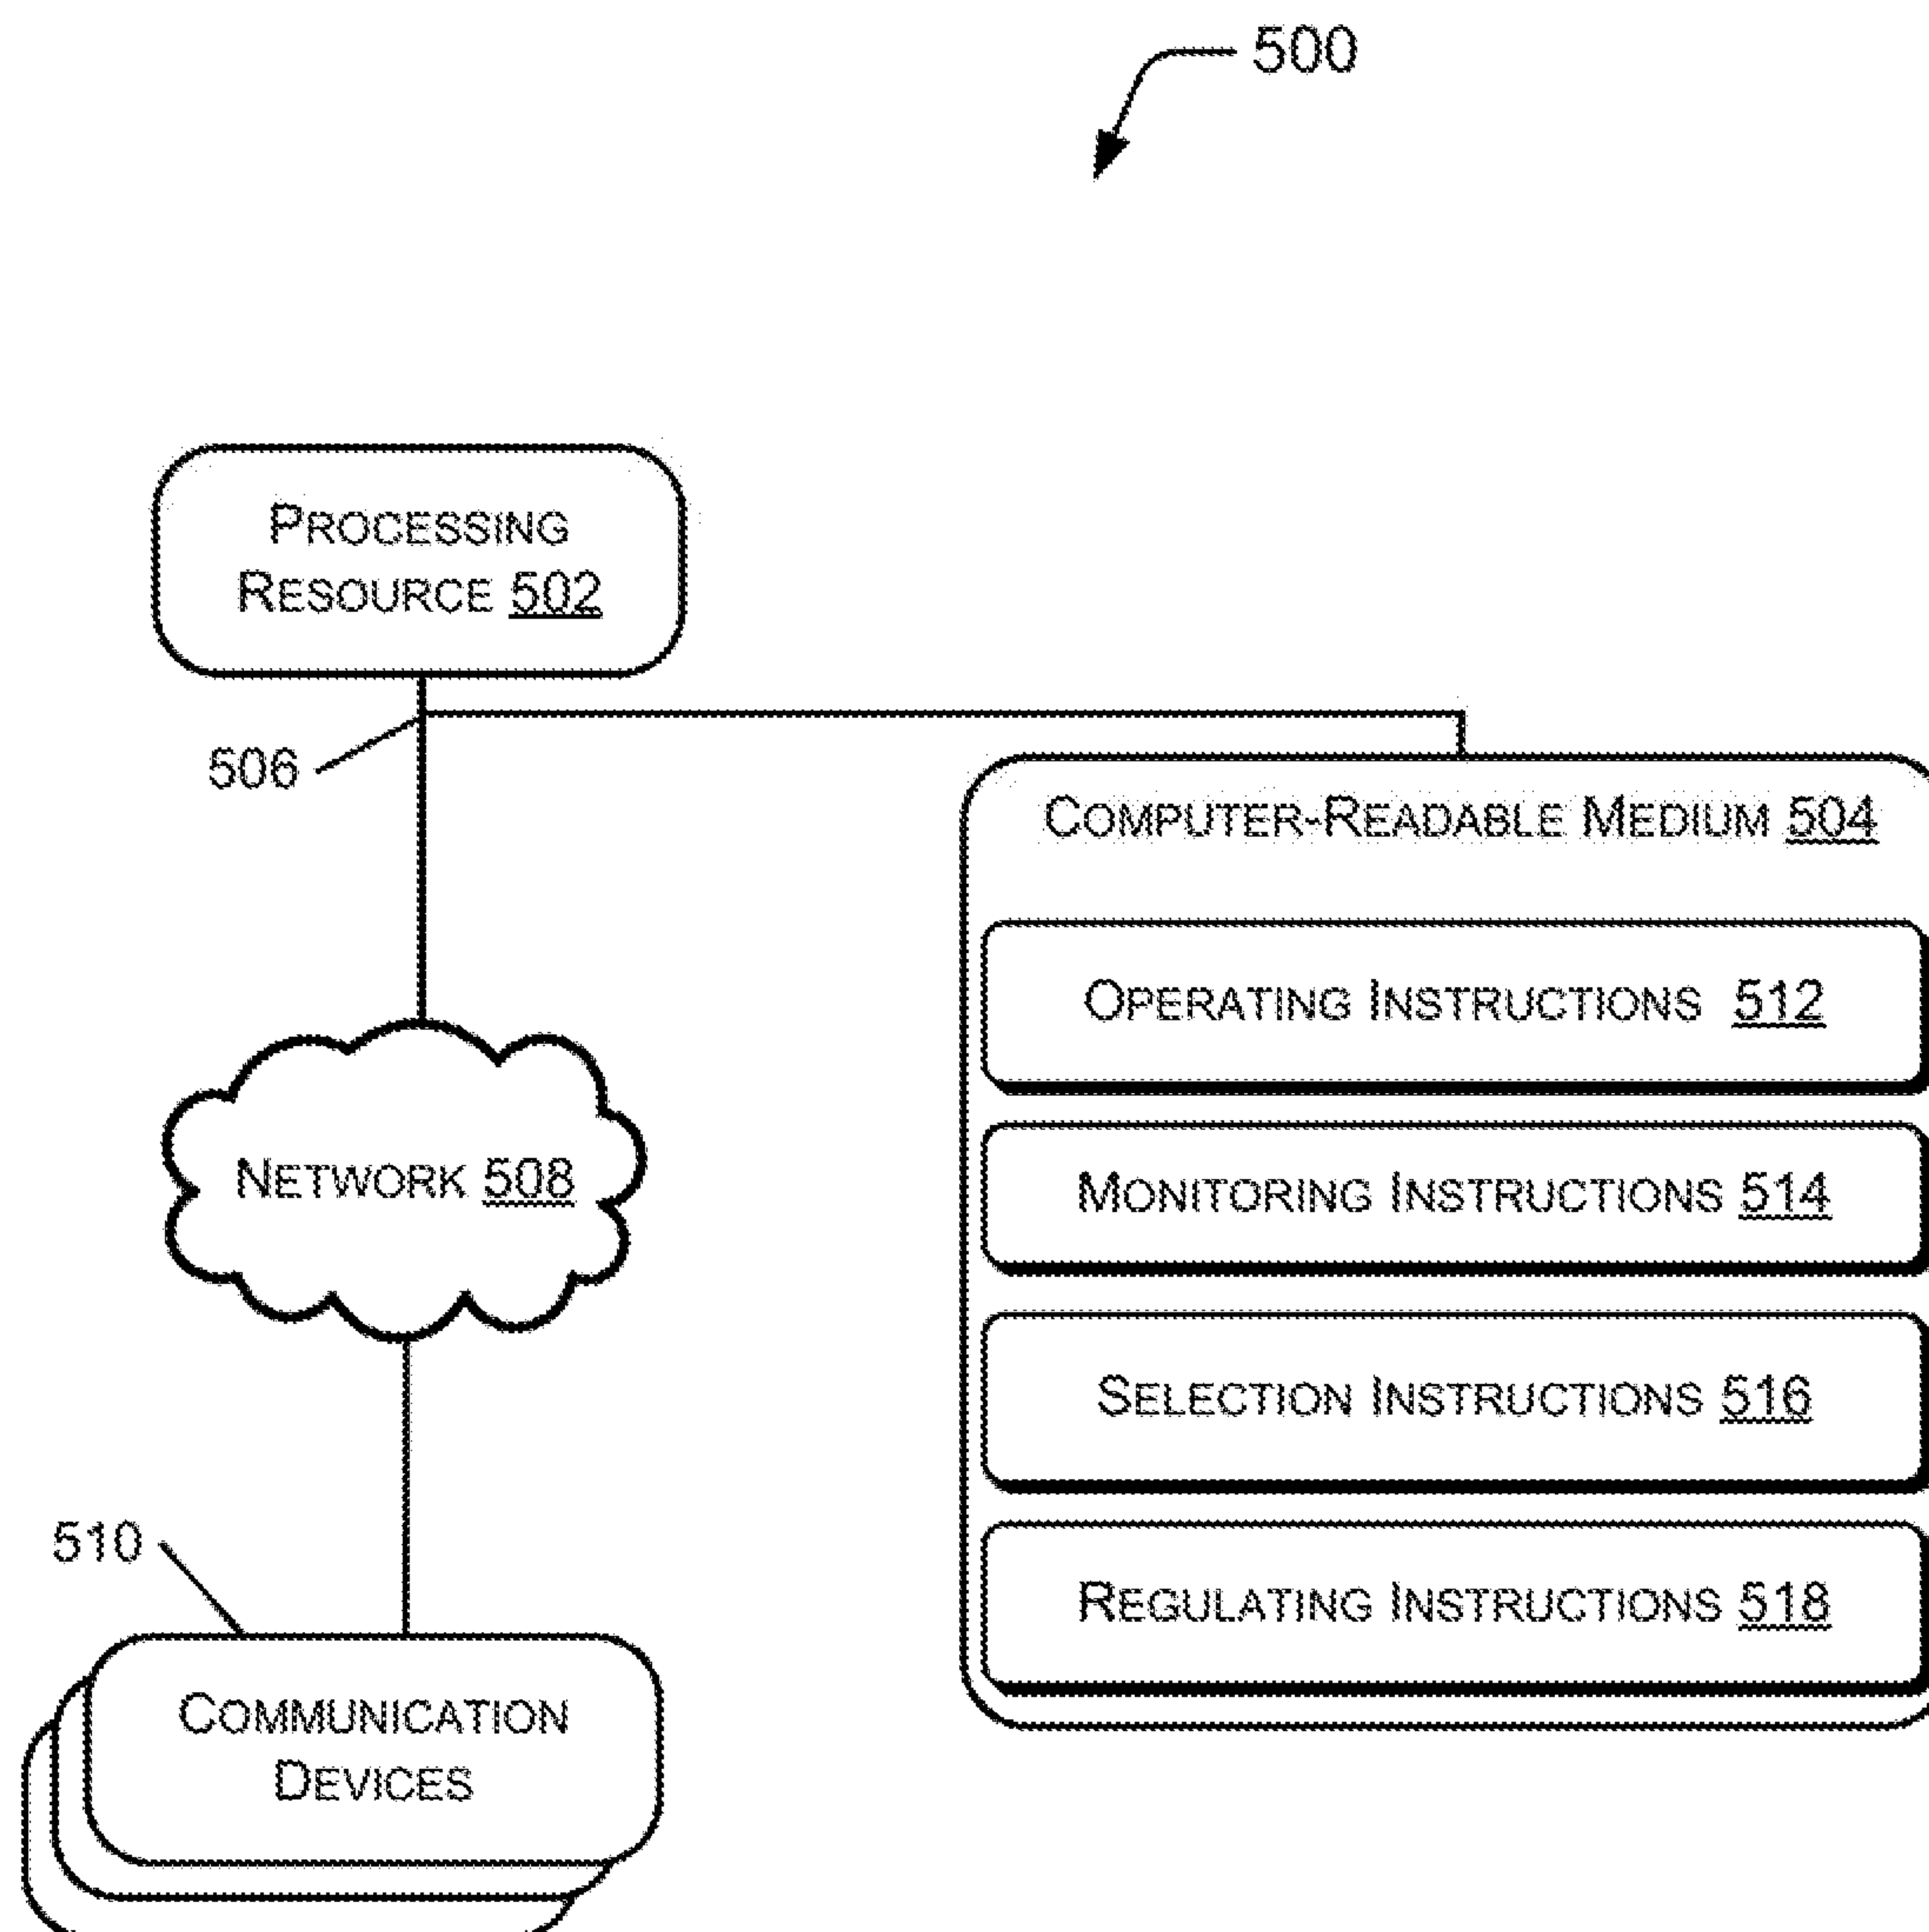 500
PROCESSING
RESOURCE 502
506
COMPUTER-READABLE MEDIUM 504
OPERATING INSTRUCTIONS 512
MONITORING INSTRUCTIONS 514
SELECTION INSTRUCTIONS 516
REGULATING INSTRUCTIONS 518
NETWORK 508
510
COMMUNICATION
DEVICES